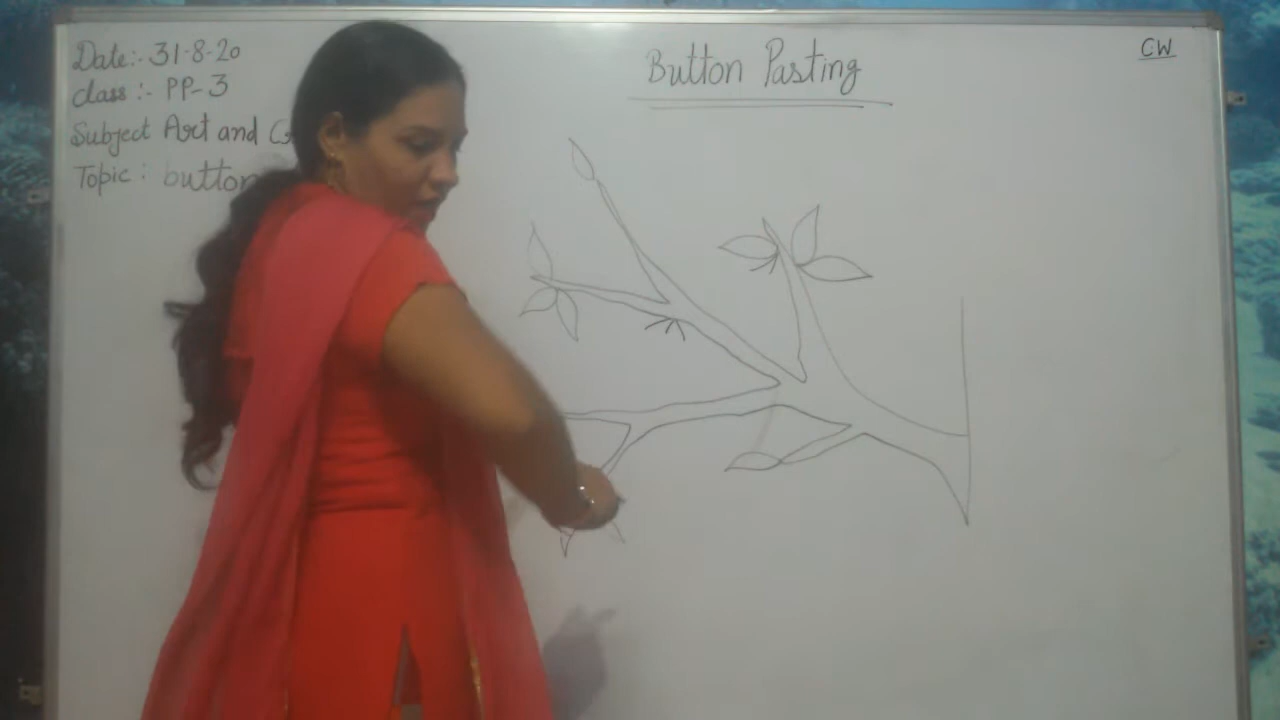 Date:- 31-8-20
class :- PP-3
Subject Art and
Topic : button
Button Pasting
CW